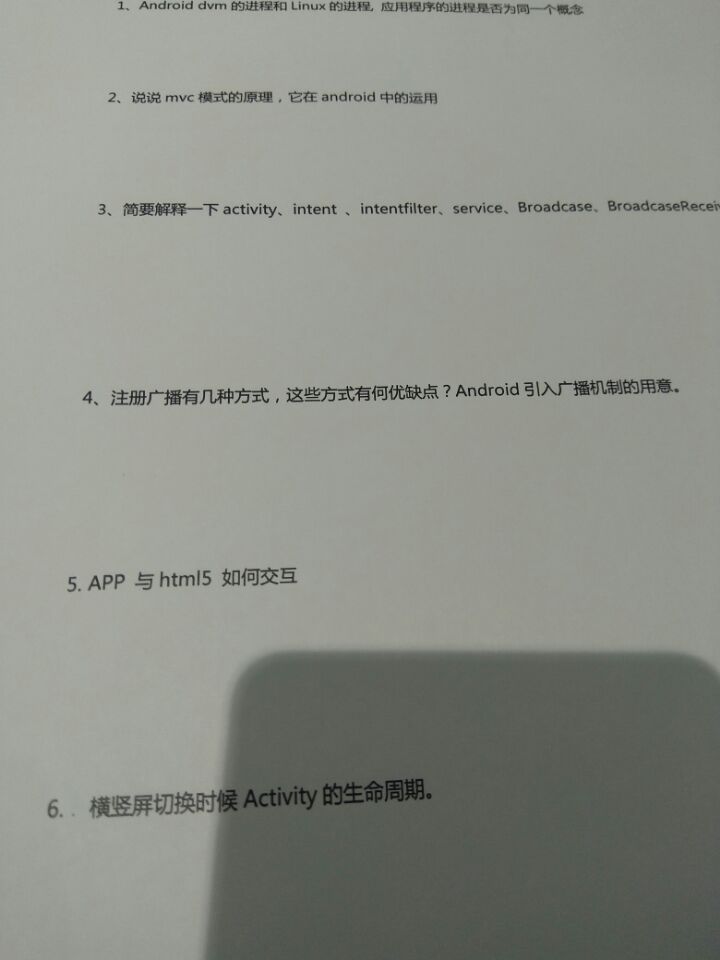 1、Android dvm 的进程和 Linux 的进程, 应用程序的进程是否为同一个概念
2、说说 mvc 模式的原理，它在 android 中的运用
3、简要解释一下 activity、intent 、intentfilter、service、Broadcase、BroadcaseRecei
4、注册广播有几种方式，这些方式有何优缺点？Android 引入广播机制的用意。
5. APP 与 html5 如何交互
6. . 横竖屏切换时候 Activity 的生命周期。